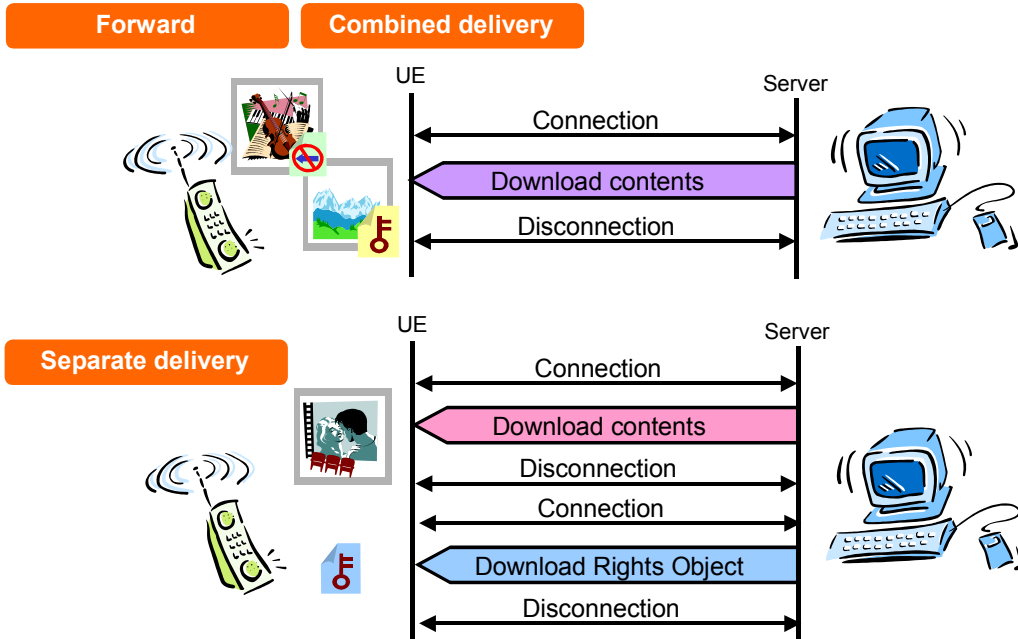 Forward
Combined delivery
UE
Server
Connection
Download contents
Disconnection
UE
Server
Separate delivery
Connection
Download contents
Disconnection
Connection
Download Rights Object
Disconnection